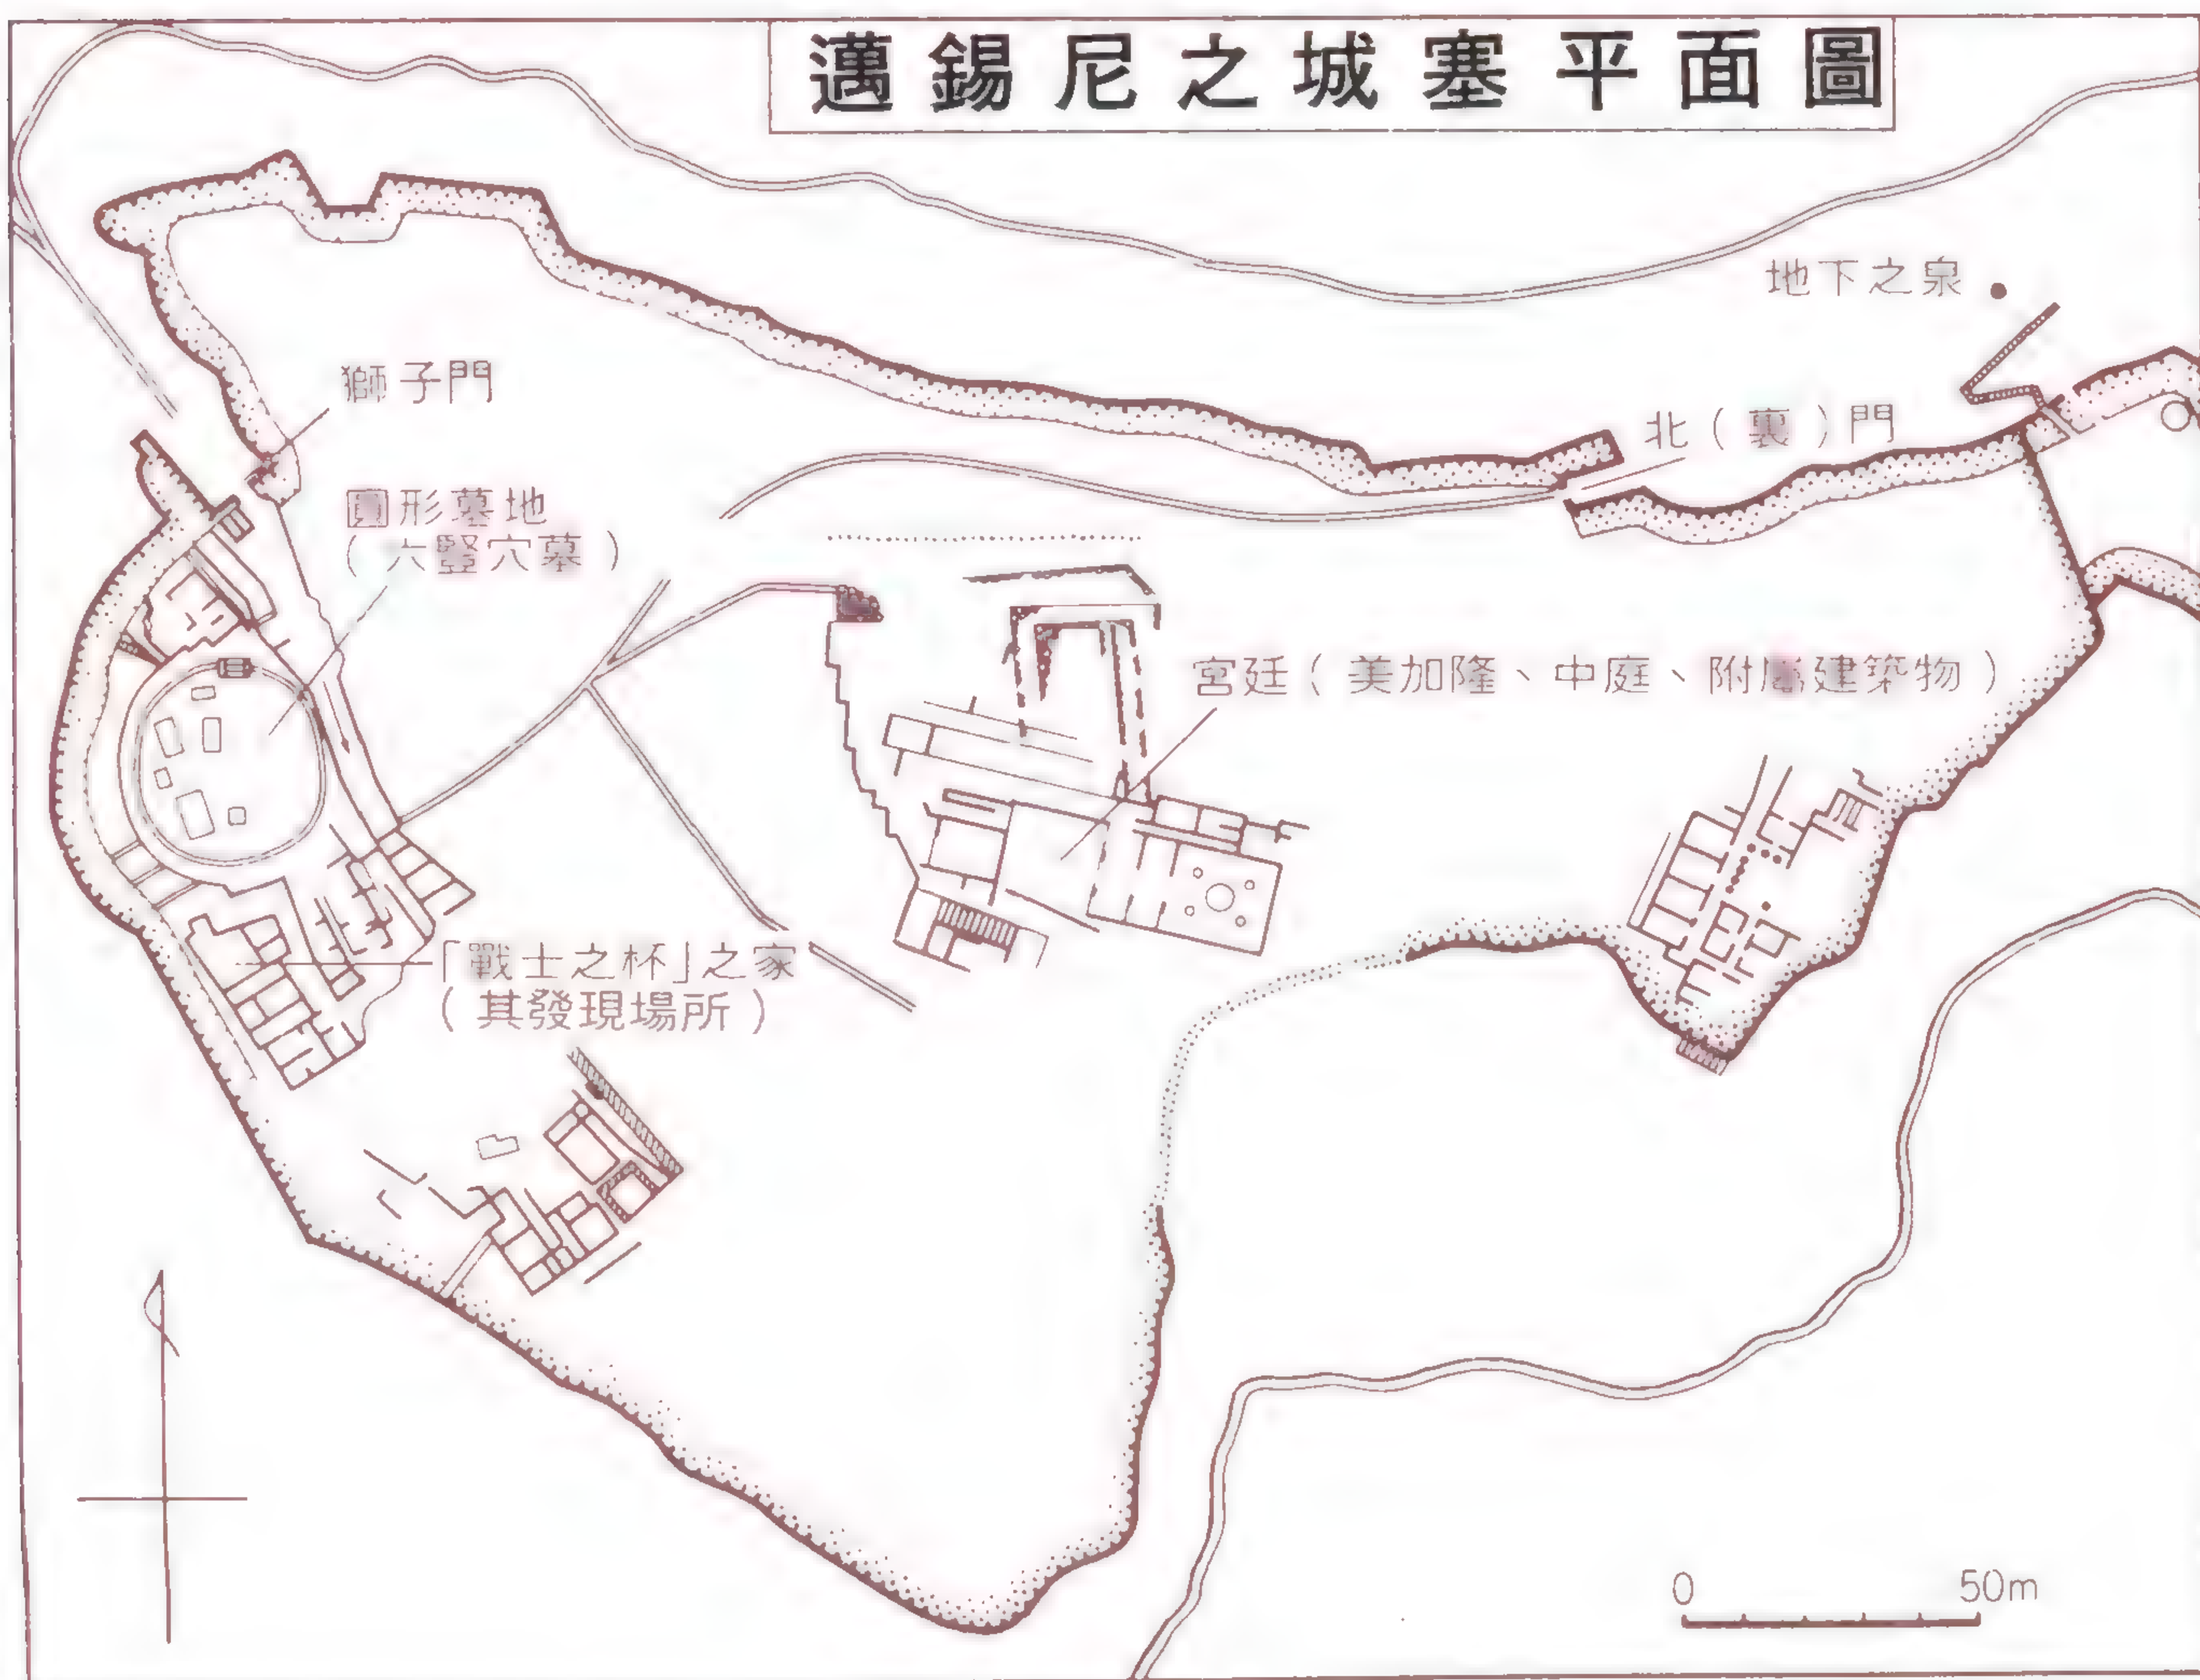 邁錫尼之城塞平面圖
地下之泉
獅子門
北(裏)門
圓形墓地
(六豎穴墓)
宮廷(美加隆、中庭、附屬建築物)
「戰士之杯」之家
(其發現場所)
0 50m